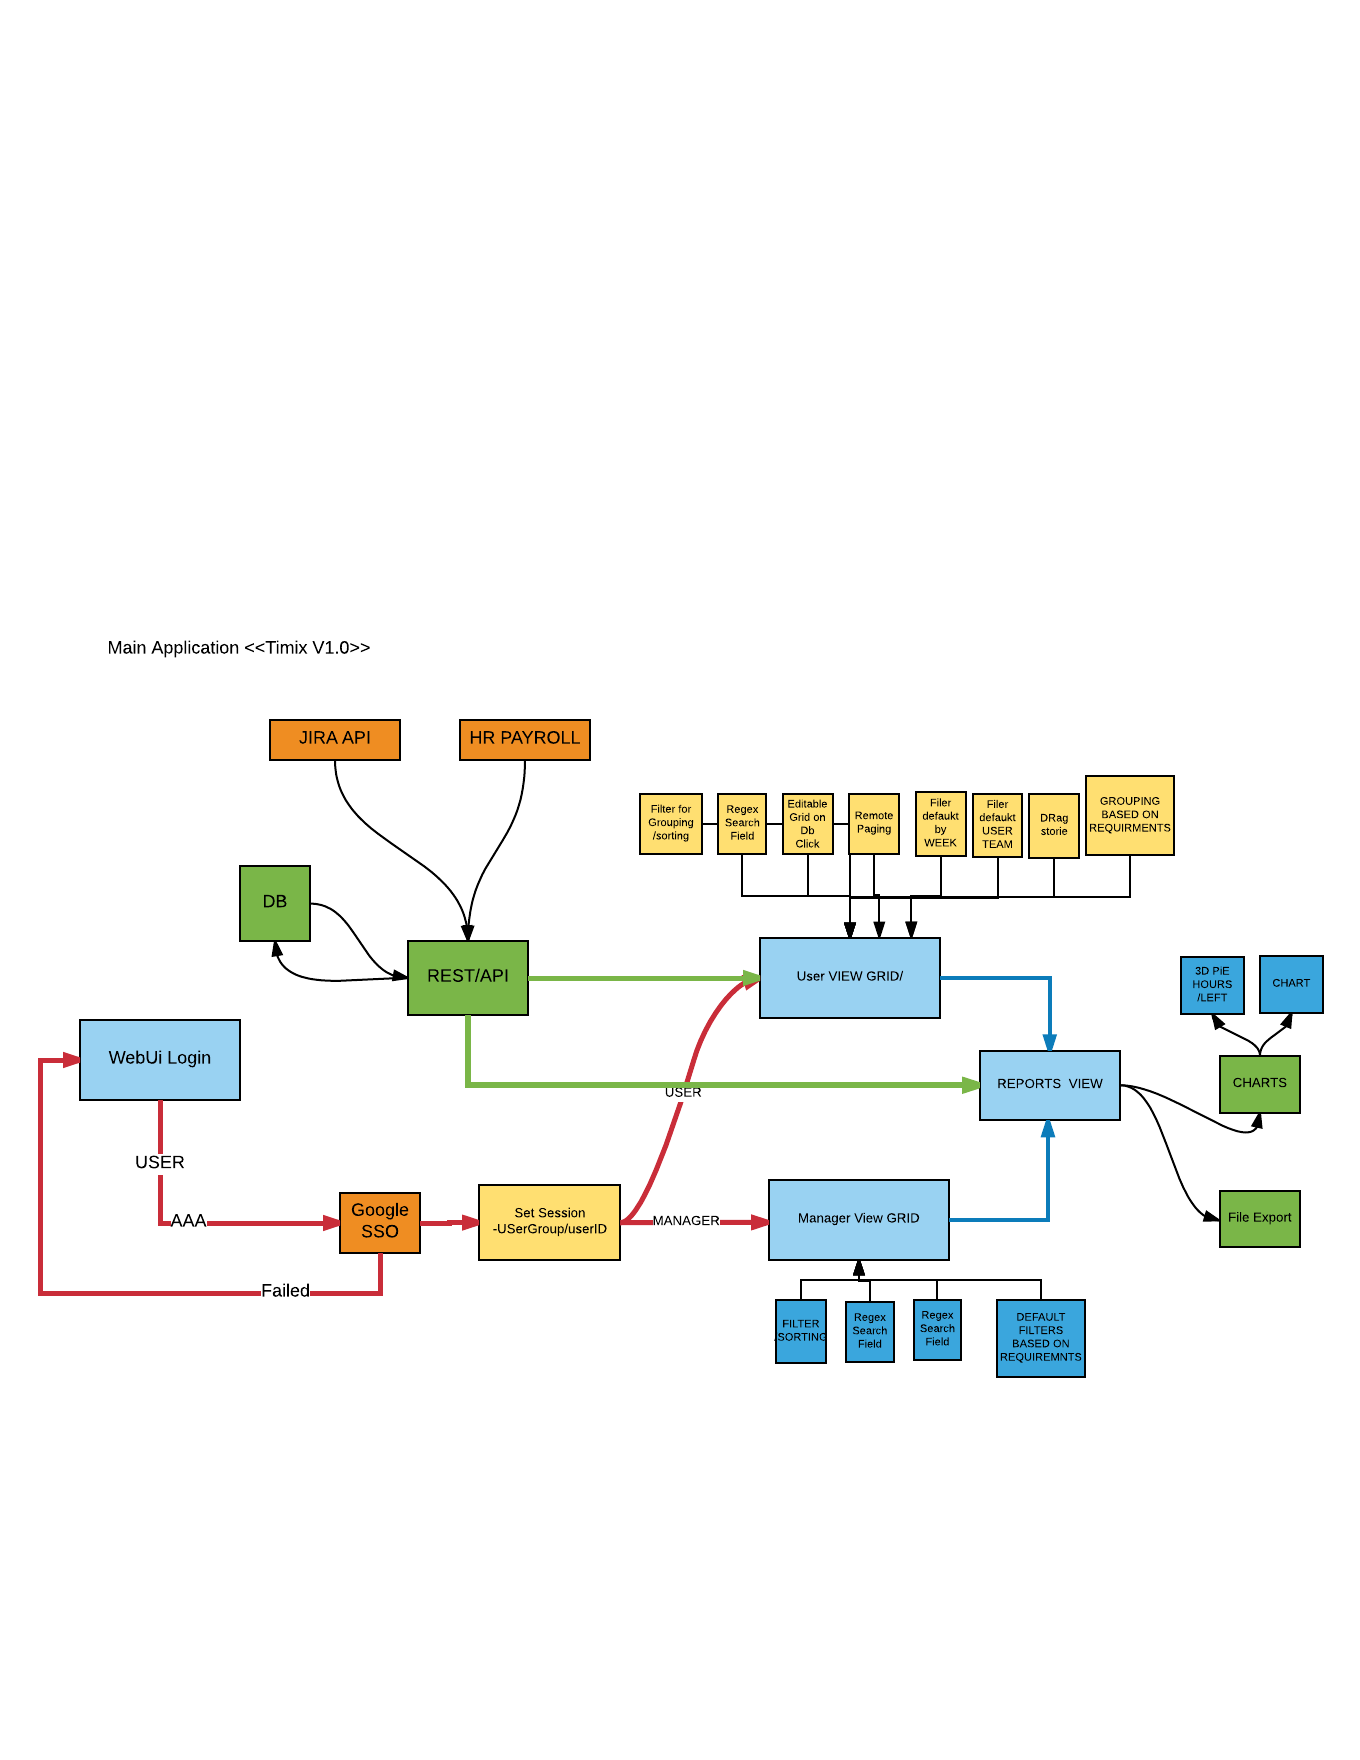 Main Application <<Timix V1.0>>
JIRA API
HR PAYROLL
Filter for
Grouping
/sorting
Regex
Search
Field
Editable
Grid on
Db
Click
Remote
Paging
Filer
defaukt
by
WEEK
Filer
defaukt
USER
TEAM
DRag
storie
GROUPING
BASED ON
REQUIRMENTS
DB
REST/API
User VIEW GRID/
3D PiE
HOURS
/LEFT
CHART
WebUi Login
REPORTS VIEW
CHARTS
USER
USER
AAA
Google
SSO
Set Session
-USerGroup/userID
MANAGER
Manager View GRID
File Export
Failed
FILTER
/SORTING
Regex
Search
Field
Regex
Search
Field
DEFAULT
FILTERS
BASED ON
REQUIREMNTS